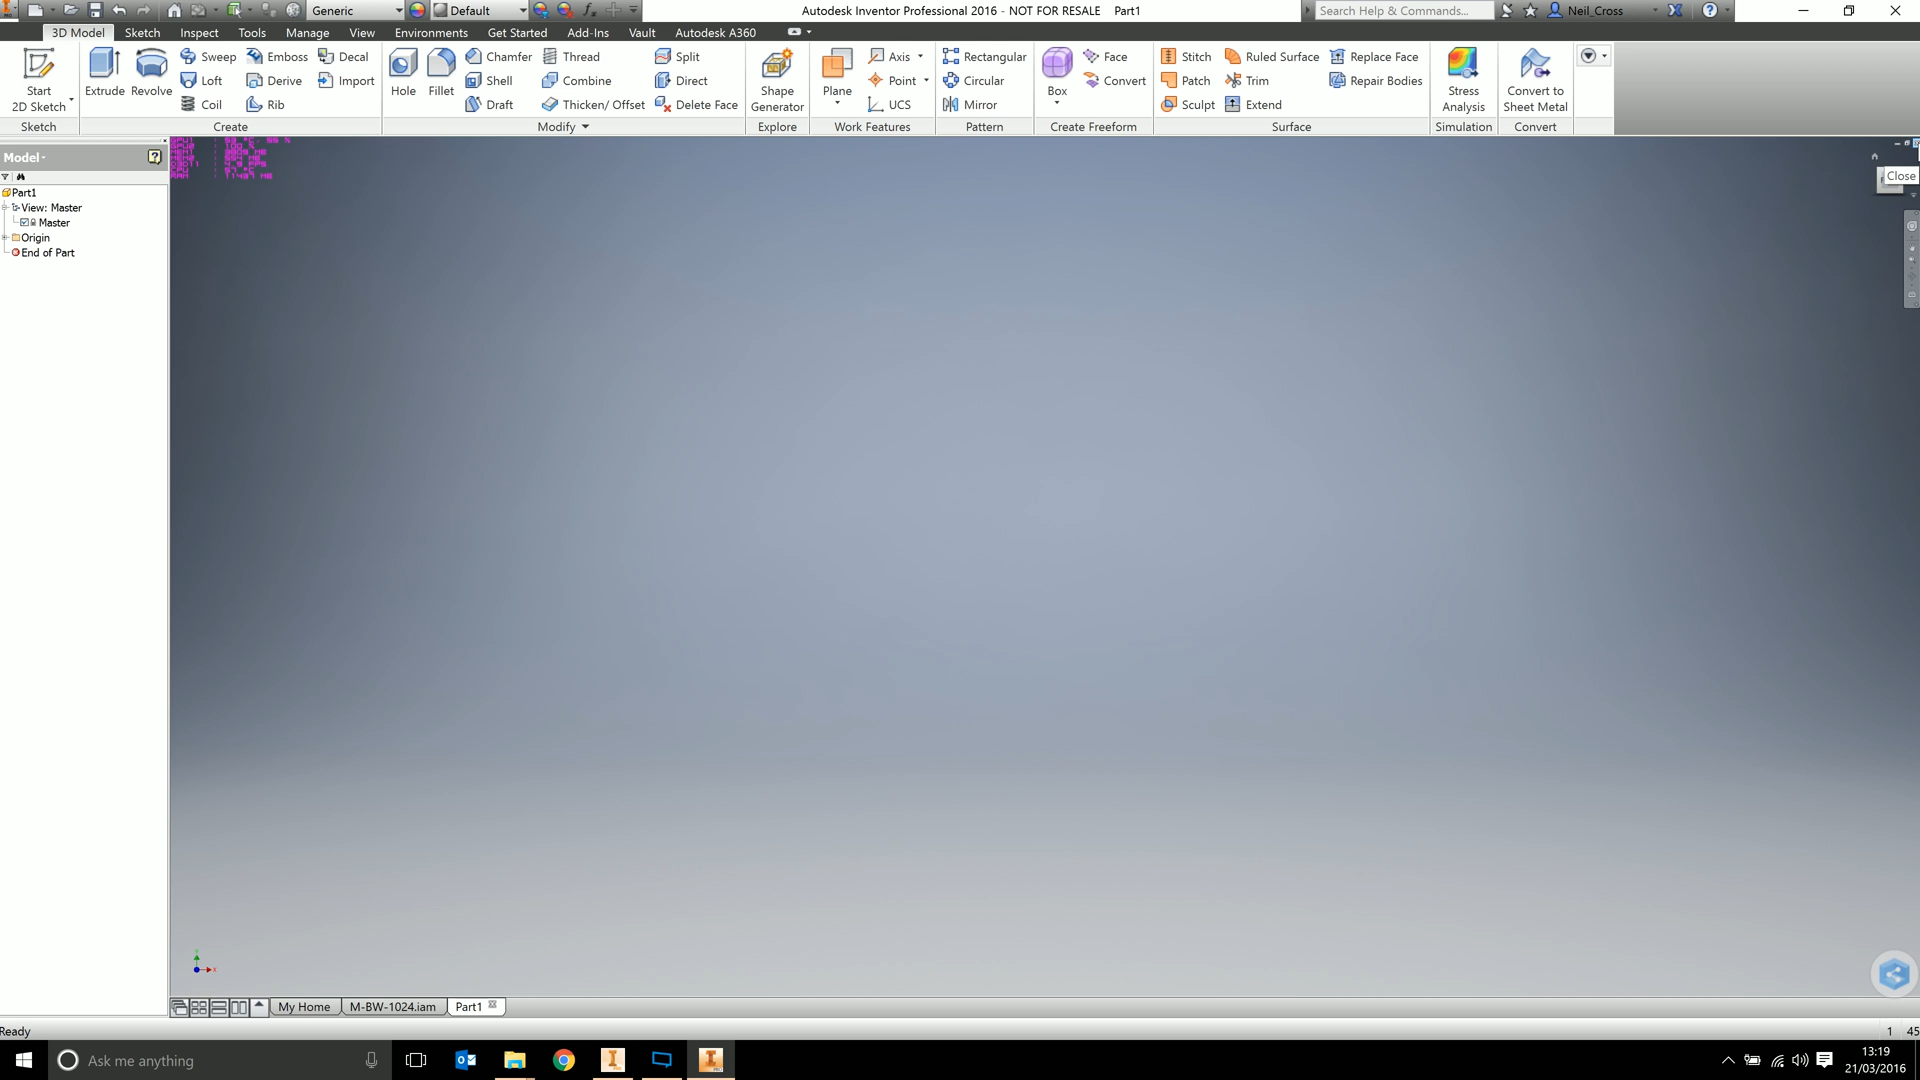 Generic
Default
Autodesk Inventor Professional 2016 - NOT FOR RESALE Part1
Search Help & Commands...
Neil_Cross
3D Model Sketch Inspect Tools Manage View Environments Get Started Add-Ins Vault Autodesk A360
Start
2D Sketch
Extrude
Revolve
Sweep
Loft
Coil
Emboss
Derive
Rib
Decal
Import
Hole
Fillet
Chamfer
Shell
Draft
Thread
Combine
Thicken/ Offset
Split
Direct
Delete Face
Shape
Generator
Plane
Axis
Point
UCS
Rectangular
Circular
Mirror
Box
Face
Convert
Stitch
Patch
Sculpt
Ruled Surface
Trim
Extend
Replace Face
Repair Bodies
Stress
Analysis
Convert to
Sheet Metal
Sketch Create Modify Explore Work Features Pattern Create Freeform Surface Simulation Convert
Model
Part1
View: Master
Master
Origin
End of Part
Close
My Home M-BW-1024.iam Part1
Ready
1 45
Ask me anything
13:19
21/03/2016